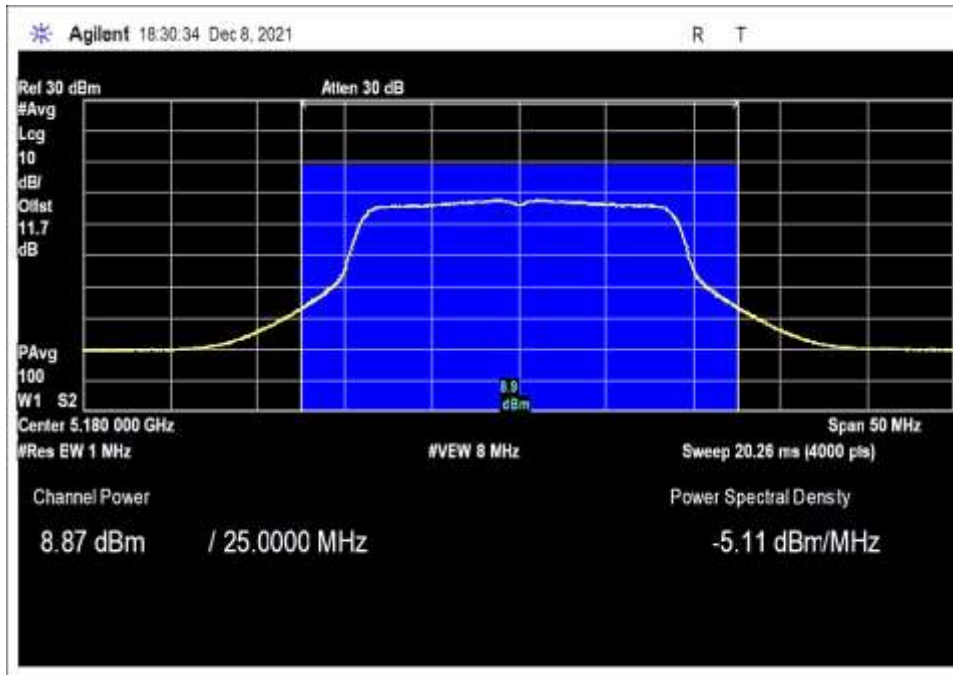 Agilent 18:30:34 Dec 8, 2021 R T
Ref 30 dBm Atten 30 dB
#Avg
Log
10
dB/
Offst
11.7
dB
PAvg
100
W1 S2
8.9
dBm
Center 5.180 000 GHz Span 50 MHz
#Res BW 1 MHz #VBW 8 MHz Sweep 20.26 ms (4000 pts)
Channel Power Power Spectral Density
8.87 dBm / 25.0000 MHz -5.11 dBm/MHz